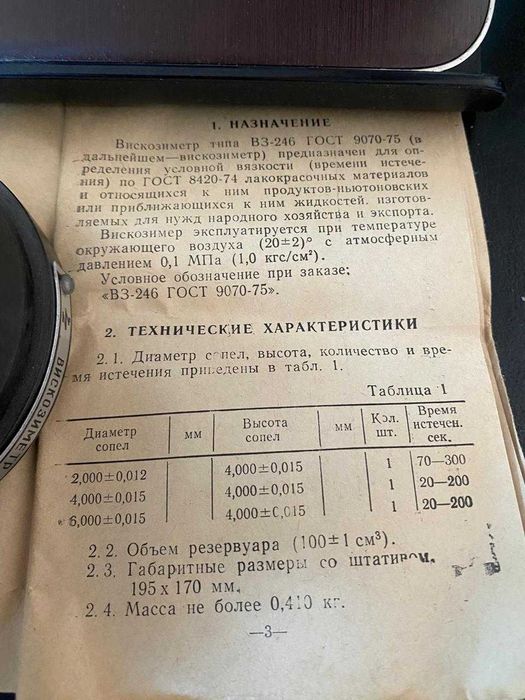 1. НАЗНАЧЕНИЕ
Вискозиметр типа ВЗ-246 ГОСТ 9070-75 (в
дальнейшем—вискозиметр) предназначен для оп-
ределения условной вязкости (времени истече-
ния) по ГОСТ 8420-74 лакокрасочных материалов
и относящихся к ним продуктов-ньютоновских
или приближающихся к ним жидкостей, изготов-
ляемых для нужд народного хозяйства и экспорта.
Вискозимер эксплуатируется при температуре
окружающего воздуха (20±2)° с атмосферным
давлением 0,1 МПа (1,0 кгс/см²).
Условное обозначение при заказе:
«ВЗ-246 ГОСТ 9070-75».
2. ТЕХНИЧЕСКИЕ ХАРАКТЕРИСТИКИ
2.1. Диаметр сопел, высота, количество и вре-
мя истечения приведены в табл. 1.
Таблица 1
Диаметр сопел мм Высота сопел мм Кол. шт. Время истечен. сек.
2,000±0,012 4,000±0,015 1 70—300
4,000±0,015 4,000±0,015 1 20—200
6,000±0,015 4,000±0,015 1 20—200
2.2. Объем резервуара (100±1 см³).
2.3. Габаритные размеры со штативом,
195 х 170 мм.
2.4. Масса не более 0,410 кг.
—3—
ВИСКОЗИМЕТР